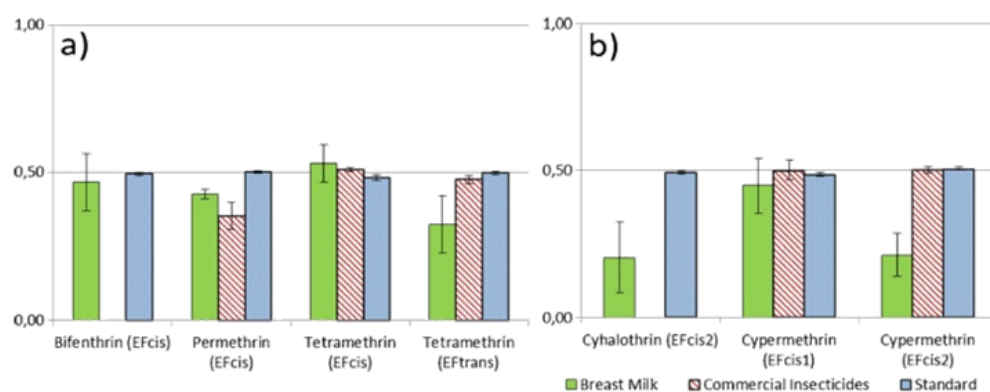 a)
1,00
0,50
0,00
Bifenthrin (EFcis)
Permethrin
(EFcis)
Tetramethrin
(EFcis)
Tetramethrin
(EFtrans)
b)
1,00
0,50
0,00
Cyhalothrin (EFcis2)
Cypermethrin
(EFcis1)
Cypermethrin
(EFcis2)
Breast Milk
Commercial Insecticides
Standard